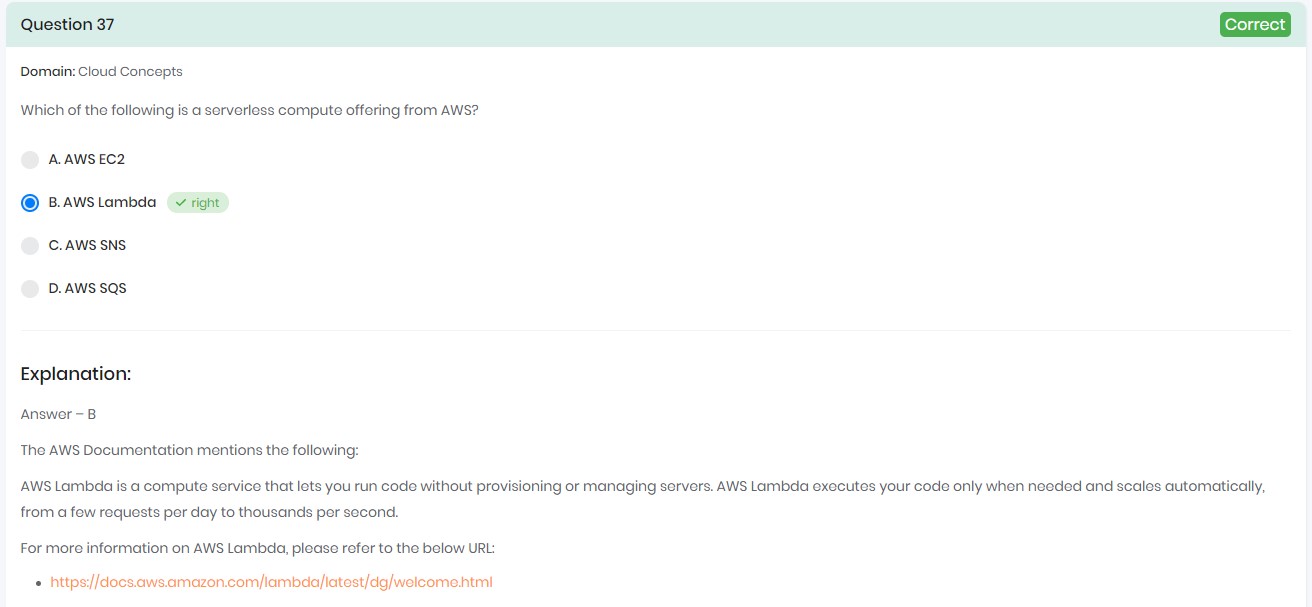 Question 37 Correct
Domain: Cloud Concepts
Which of the following is a serverless compute offering from AWS?
A. AWS EC2
B. AWS Lambda right
C. AWS SNS
D. AWS SQS
Explanation:
Answer – B
The AWS Documentation mentions the following:
AWS Lambda is a compute service that lets you run code without provisioning or managing servers. AWS Lambda executes your code only when needed and scales automatically,
from a few requests per day to thousands per second.
For more information on AWS Lambda, please refer to the below URL:
https://docs.aws.amazon.com/lambda/latest/dg/welcome.html